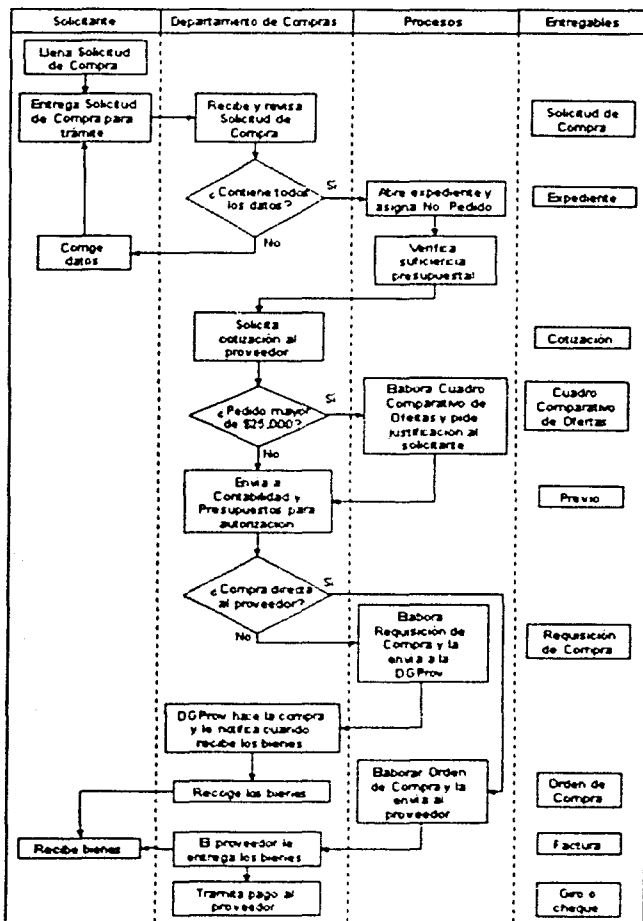 Solicitante
Departamento de Compras
Procesos
Entregables
Llena Solicitud
de Compra
Entrega Solicitud
de Compra para
trámite
Recibe y revisa
Solicitud de
Compra
Solicitud de
Compra
¿Contiene todos
los datos?
Sí
Abre expediente y
asigna No. Pedido
Expediente
No
Corrige
datos
Verifica
suficiencia
presupuestal
Solicita
cotización al
proveedor
Cotización
¿Pedido mayor
de $25,000?
Sí
Elabora Cuadro
Comparativo de
Ofertas y pide
justificación al
solicitante
Cuadro
Comparativo
de Ofertas
No
Envía a
Contabilidad y
Presupuestos para
autorización
Previo
¿Compra directa
al proveedor?
Sí
No
Elabora
Requisición de
Compra y la
envía a la
DGProv
Requisición
de Compra
DGProv hace la compra
y le notifica cuando
recibe los bienes
Recoge los bienes
Elaborar Orden
de Compra y la
envía al
proveedor
Orden de
Compra
Recibe bienes
El proveedor le
entrega los bienes
Factura
Tramita pago al
proveedor
Giro o
cheque